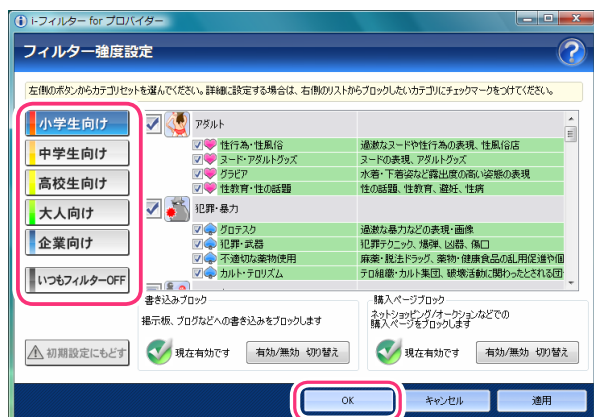 i-フィルター for プロバイダー
フィルター強度設定
左側のボタンからカテゴリセットを選んでください。詳細に設定する場合は、右側のリストからブロックしたいカテゴリにチェックマークをつけてください。
小学生向け
中学生向け
高校生向け
大人向け
企業向け
いつもフィルターOFF
初期設定にもどす
アダルト
性行為・性風俗 過激なヌードや性行為の表現、性風俗店
ヌード・アダルトグッズ ヌードの表現、アダルトグッズ
グラビア 水着・下着姿など露出度の高い姿態の表現
性教育・性の話題 性の話題、性教育、避妊、性病
犯罪・暴力
グロテスク 過激な暴力などの表現・画像
犯罪・武器 犯罪テクニック、爆弾、凶器、傷口
不適切な薬物使用 麻薬・脱法ドラッグ、薬物・健康食品の乱用促進や個
カルト・テロリズム テロ組織・カルト集団、破壊活動に関わったとされる団
書き込みブロック
掲示板、ブログなどへの書き込みをブロックします
現在有効です 有効/無効 切り替え
購入ページブロック
ネットショッピング/オークションなどでの
購入ページをブロックします
現在有効です 有効/無効 切り替え
OK キャンセル 適用